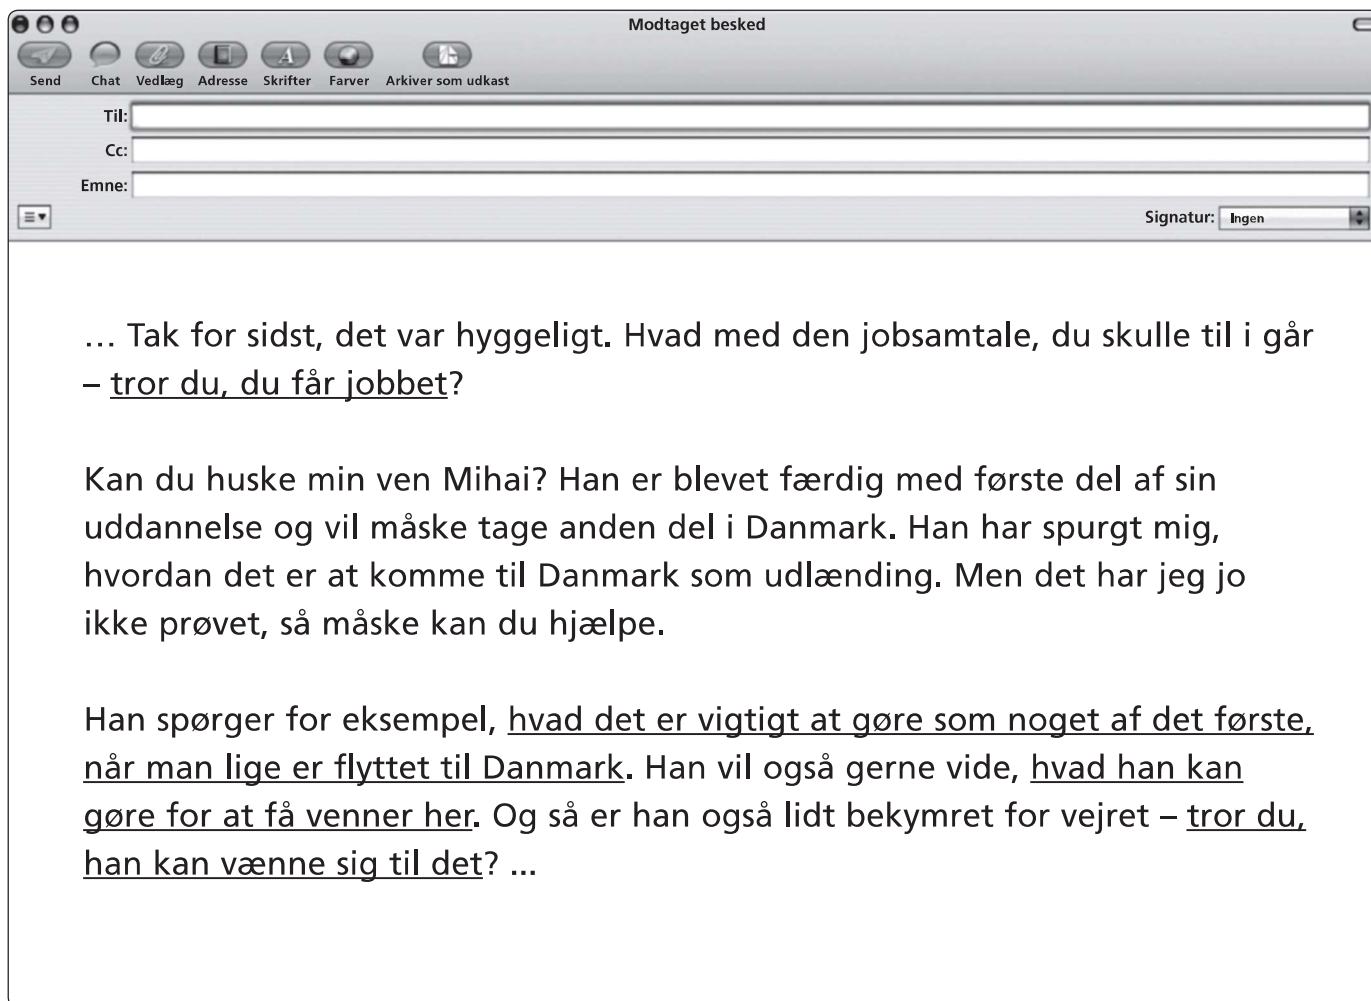 Modtaget besked
Send Chat Vedlæg Adresse Skrifter Farver Arkiver som udkast
Til:
Cc:
Emne:
Signatur: Ingen
... Tak for sidst, det var hyggeligt. Hvad med den jobsamtale, du skulle til i går
– tror du, du får jobbet?
Kan du huske min ven Mihai? Han er blevet færdig med første del af sin
uddannelse og vil måske tage anden del i Danmark. Han har spurgt mig,
hvordan det er at komme til Danmark som udlænding. Men det har jeg jo
ikke prøvet, så måske kan du hjælpe.
Han spørger for eksempel, hvad det er vigtigt at gøre som noget af det første,
når man lige er flyttet til Danmark. Han vil også gerne vide, hvad han kan
gøre for at få venner her. Og så er han også lidt bekymret for vejret – tror du,
han kan vænne sig til det? ...